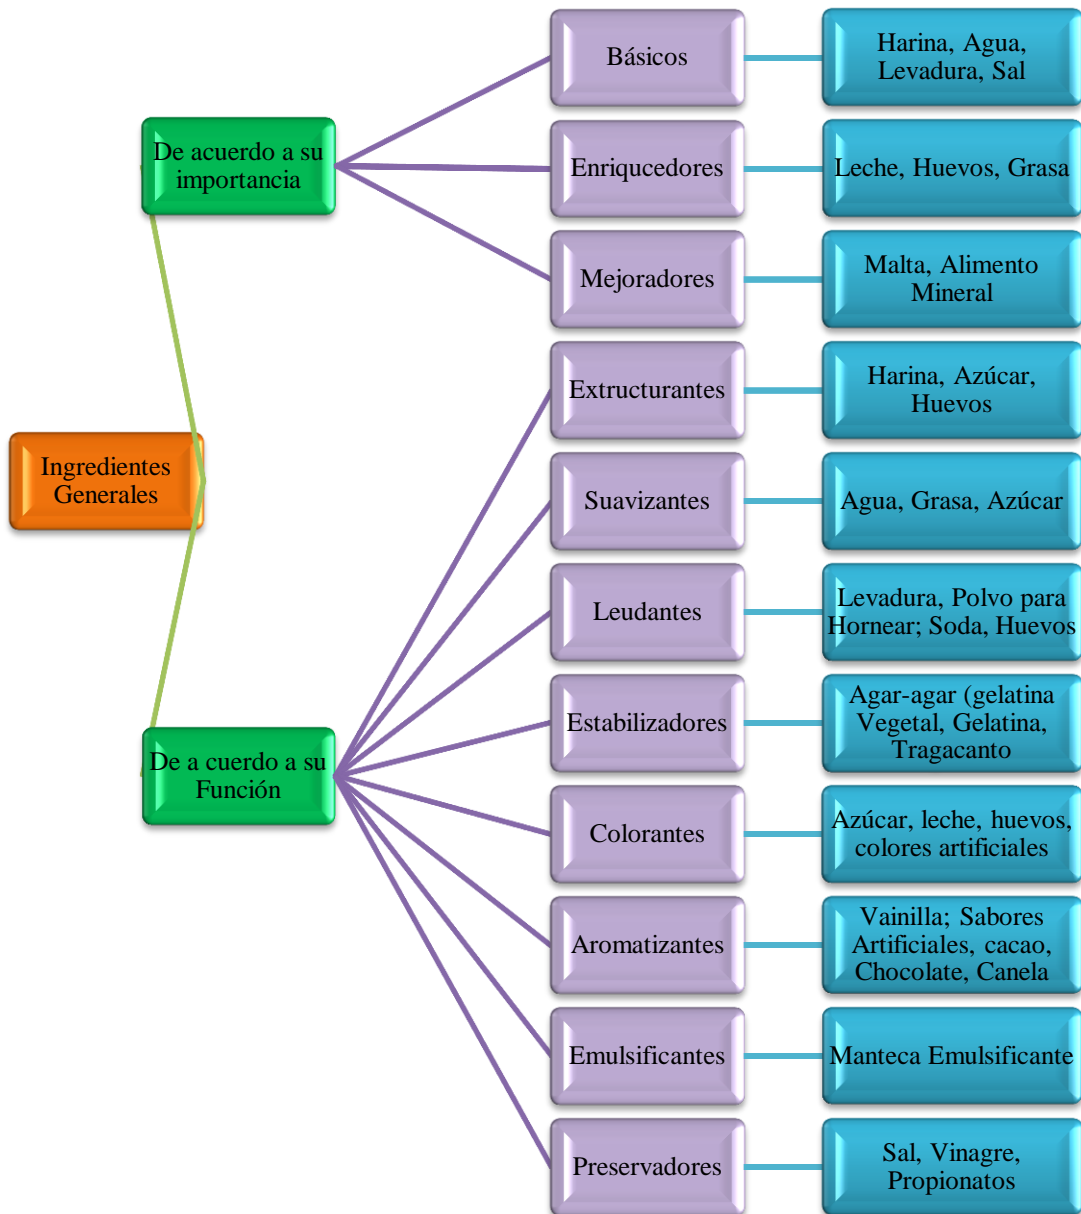 Básicos
Harina, Agua,
Levadura, Sal
De acuerdo a su
importancia
Enriqucedores
Leche, Huevos, Grasa
Mejoradores
Malta, Alimento
Mineral
Extructurantes
Harina, Azúcar,
Huevos
Ingredientes
Generales
Suavizantes
Agua, Grasa, Azúcar
Leudantes
Levadura, Polvo para
Hornear; Soda, Huevos
Estabilizadores
Agar-agar (gelatina
Vegetal, Gelatina,
Tragacanto
De a cuerdo a su
Función
Colorantes
Azúcar, leche, huevos,
colores artificiales
Aromatizantes
Vainilla; Sabores
Artificiales, cacao,
Chocolate, Canela
Emulsificantes
Manteca Emulsificante
Preservadores
Sal, Vinagre,
Propionatos